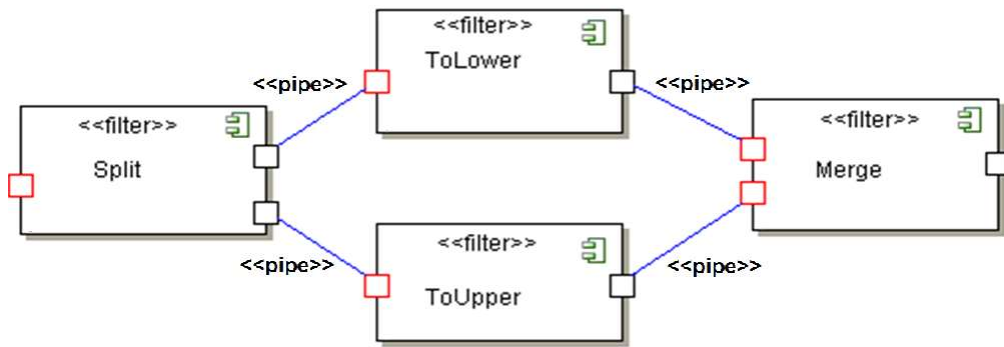 <<filter>>
ToLower
<<pipe>>
<<pipe>>
<<filter>>
Split
<<filter>>
Merge
<<pipe>>
<<pipe>>
<<filter>>
ToUpper